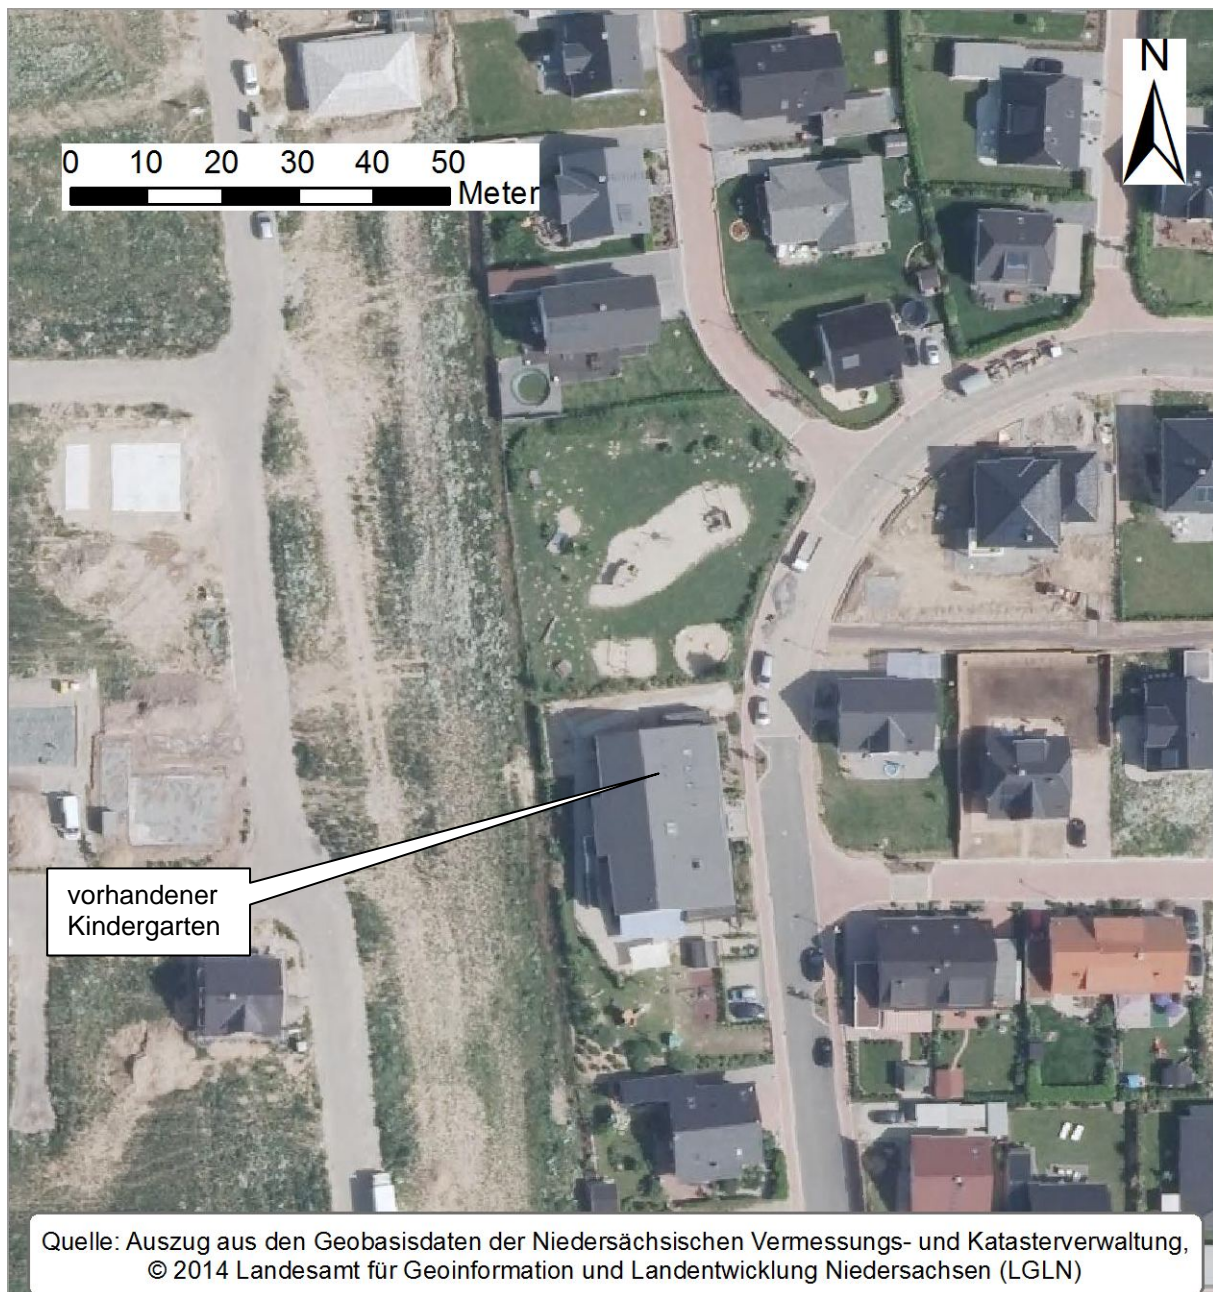 N
0 10 20 30 40 50
Meter
vorhandener
Kindergarten
Quelle: Auszug aus den Geobasisdaten der Niedersächsischen Vermessungs- und Katasterverwaltung,
© 2014 Landesamt für Geoinformation und Landentwicklung Niedersachsen (LGLN)